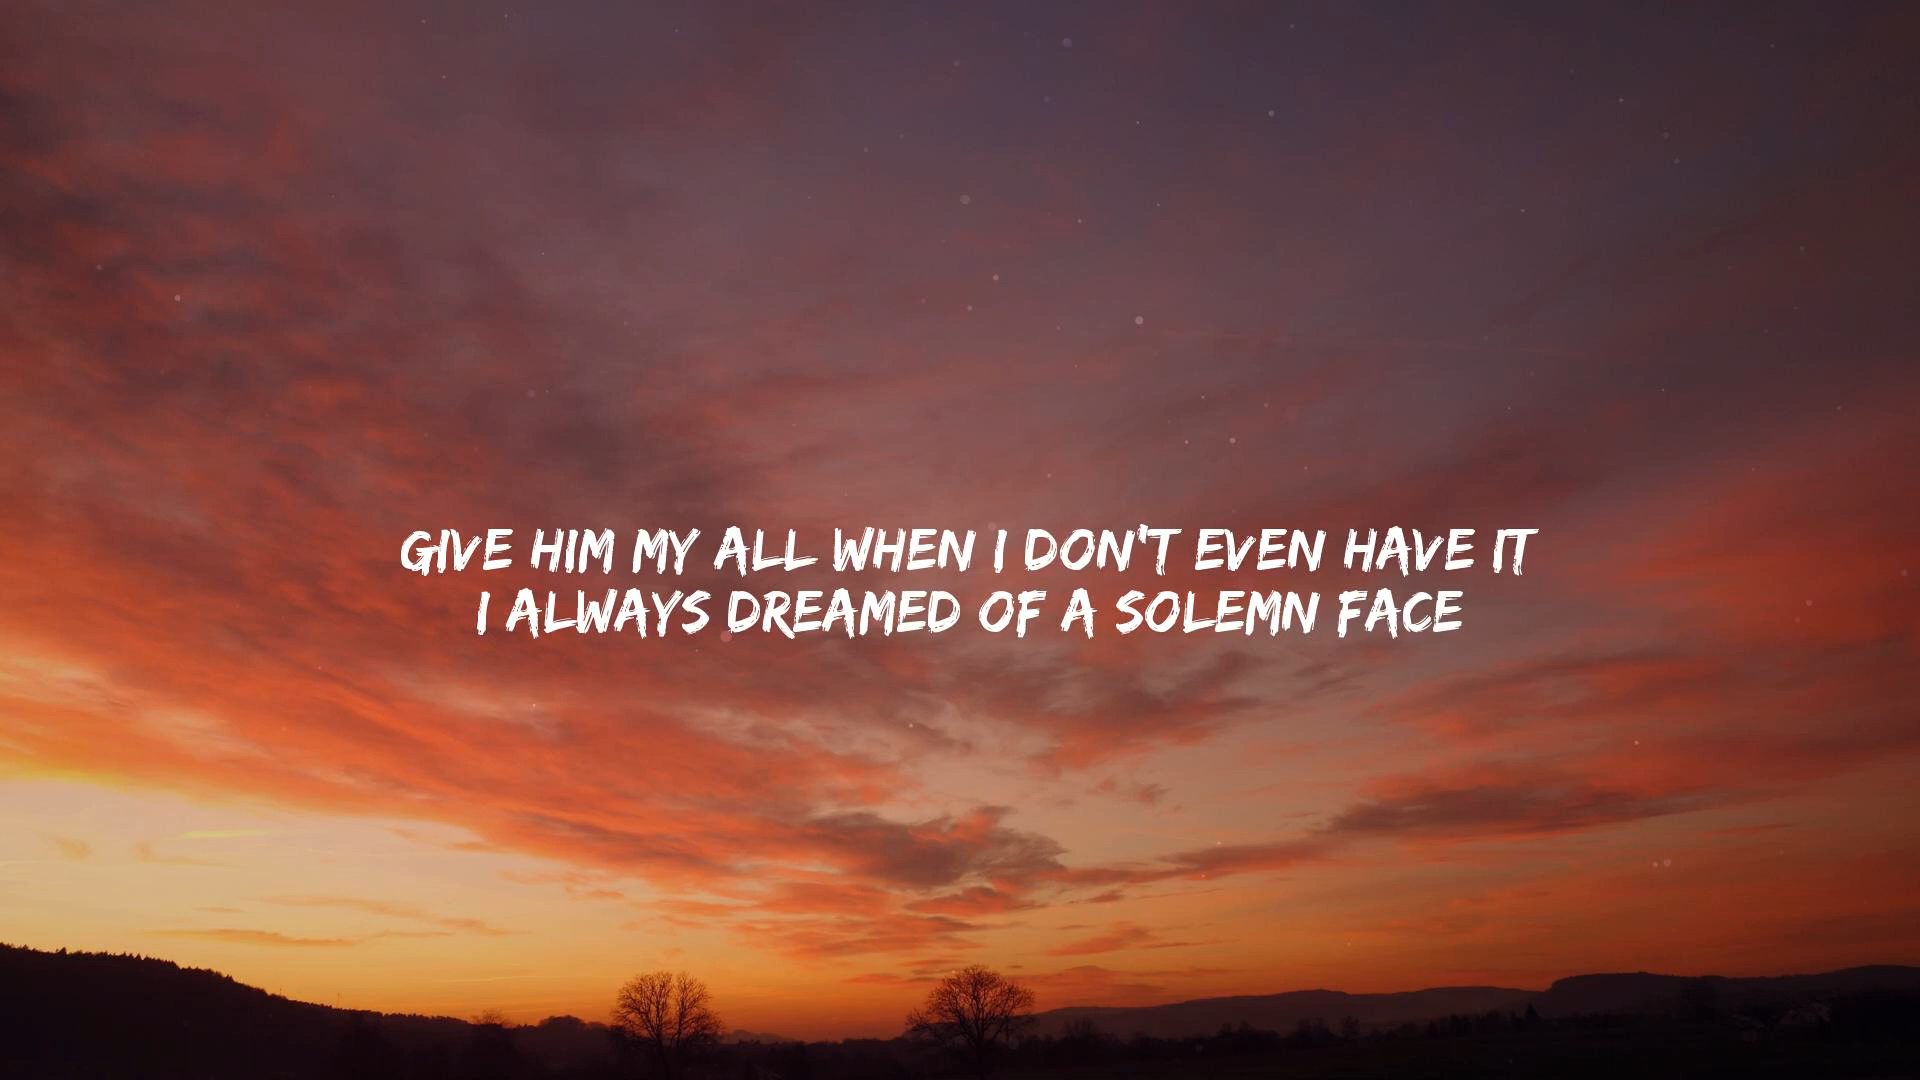 GIVE HIM MY ALL WHEN I DON'T EVEN HAVE IT
I ALWAYS DREAMED OF A SOLEMN FACE